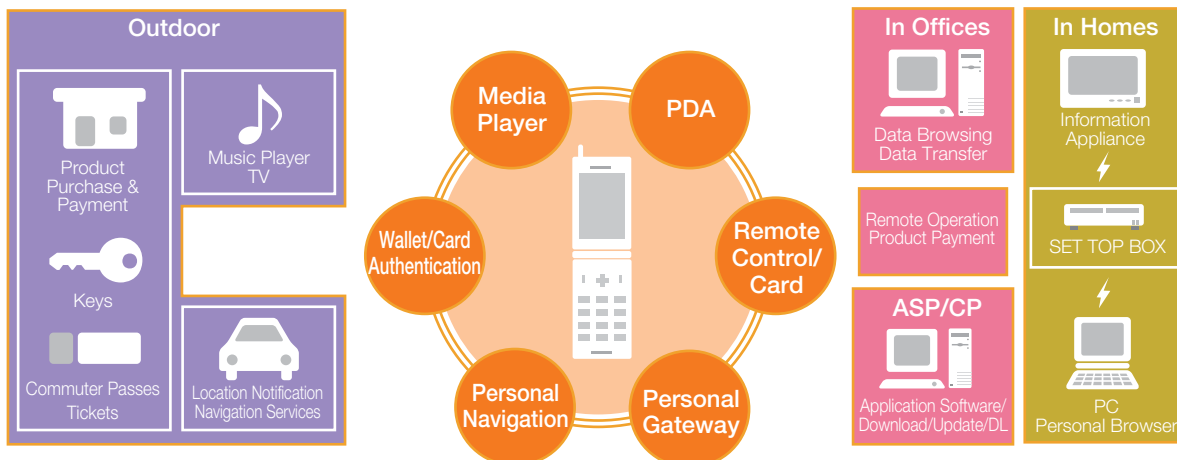 Outdoor
Product
Purchase &
Payment
Keys
Commuter Passes
Tickets
Music Player
TV
Location Notification
Navigation Services
Media
Player
PDA
Wallet/Card
Authentication
Remote
Control/
Card
Personal
Navigation
Personal
Gateway
In Offices
Data Browsing
Data Transfer
Remote Operation
Product Payment
ASP/CP
Application Software/
Download/Update/DL
In Homes
Information
Appliance
SET TOP BOX
PC
Personal Browser